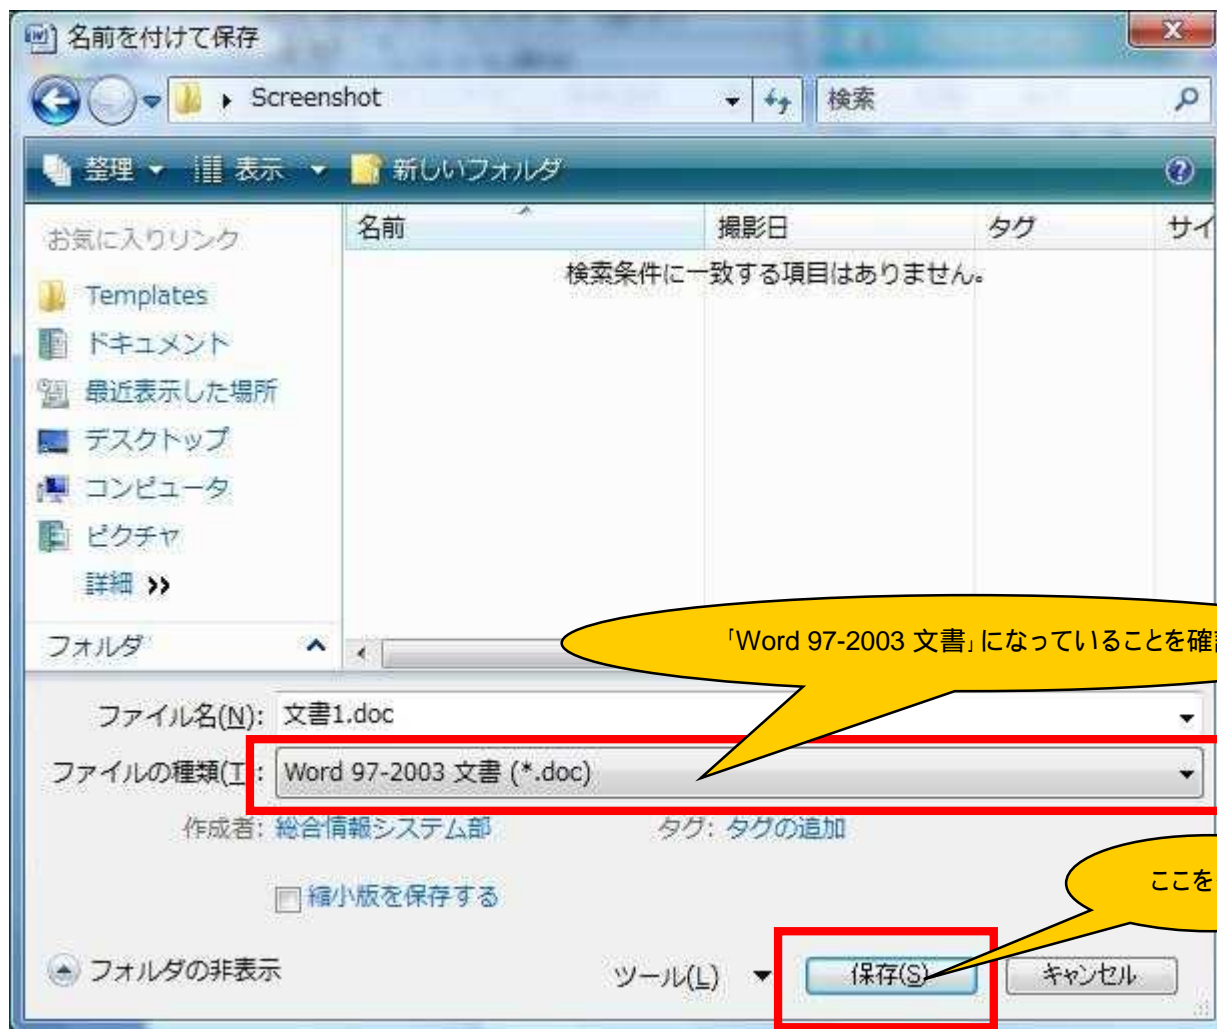 名前を付けて保存
Screenshot
検索
整理 表示 新しいフォルダ
お気に入りリンク
名前 撮影日 タグ サイ
検索条件に一致する項目はありません。
Templates
ドキュメント
最近表示した場所
デスクトップ
コンピュータ
ピクチャ
詳細 »
フォルダ
「Word 97-2003 文書」になっていることを確
ファイル名(N): 文書1.doc
ファイルの種類(T): Word 97-2003 文書 (*.doc)
作成者: 総合情報システム部 タグ: タグの追加
縮小版を保存する
ここを
フォルダの非表示
ツール(L) 保存(S) キャンセル